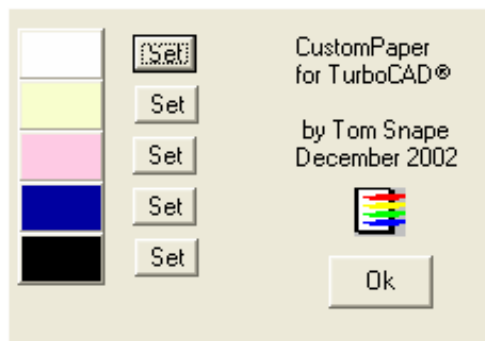 Set
Set
Set
Set
Set
CustomPaper
for TurboCAD®
by Tom Snape
December 2002
Ok